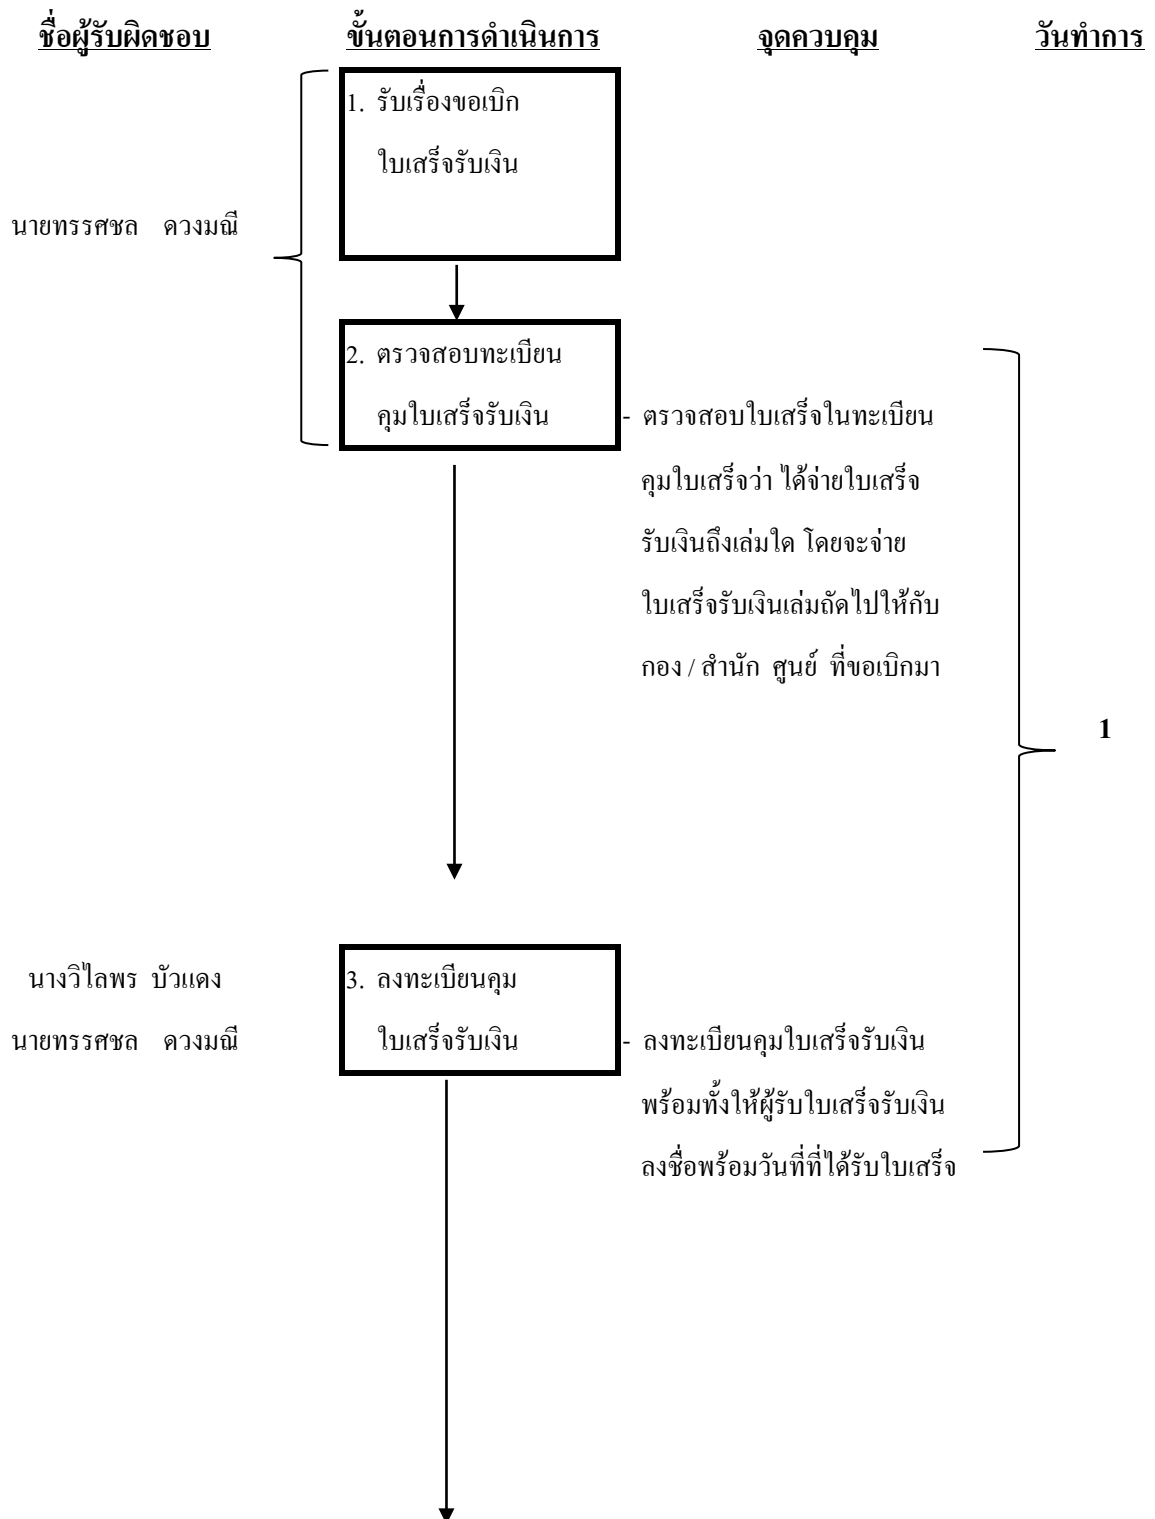 ชื่อผู้รับผิดชอบ ขั้นตอนการดำเนินการ จุดควบคุม วันทำการ
1. รับเรื่องขอเบิก
ใบเสร็จรับเงิน
นายทรรศชล ดวงมณี
2. ตรวจสอบทะเบียน
คุมใบเสร็จรับเงิน
- ตรวจสอบใบเสร็จในทะเบียน
คุมใบเสร็จว่า ได้จ่ายใบเสร็จ
รับเงินถึงเล่มใด โดยจะจ่าย
ใบเสร็จรับเงินเล่มถัดไปให้กับ
กอง / สำนัก ศูนย์ ที่ขอเบิกมา
1
นางวิไลพร บัวแดง
นายทรรศชล ดวงมณี
3. ลงทะเบียนคุม
ใบเสร็จรับเงิน
- ลงทะเบียนคุมใบเสร็จรับเงิน
พร้อมทั้งให้ผู้รับใบเสร็จรับเงิน
ลงชื่อพร้อมวันที่ที่ได้รับใบเสร็จ